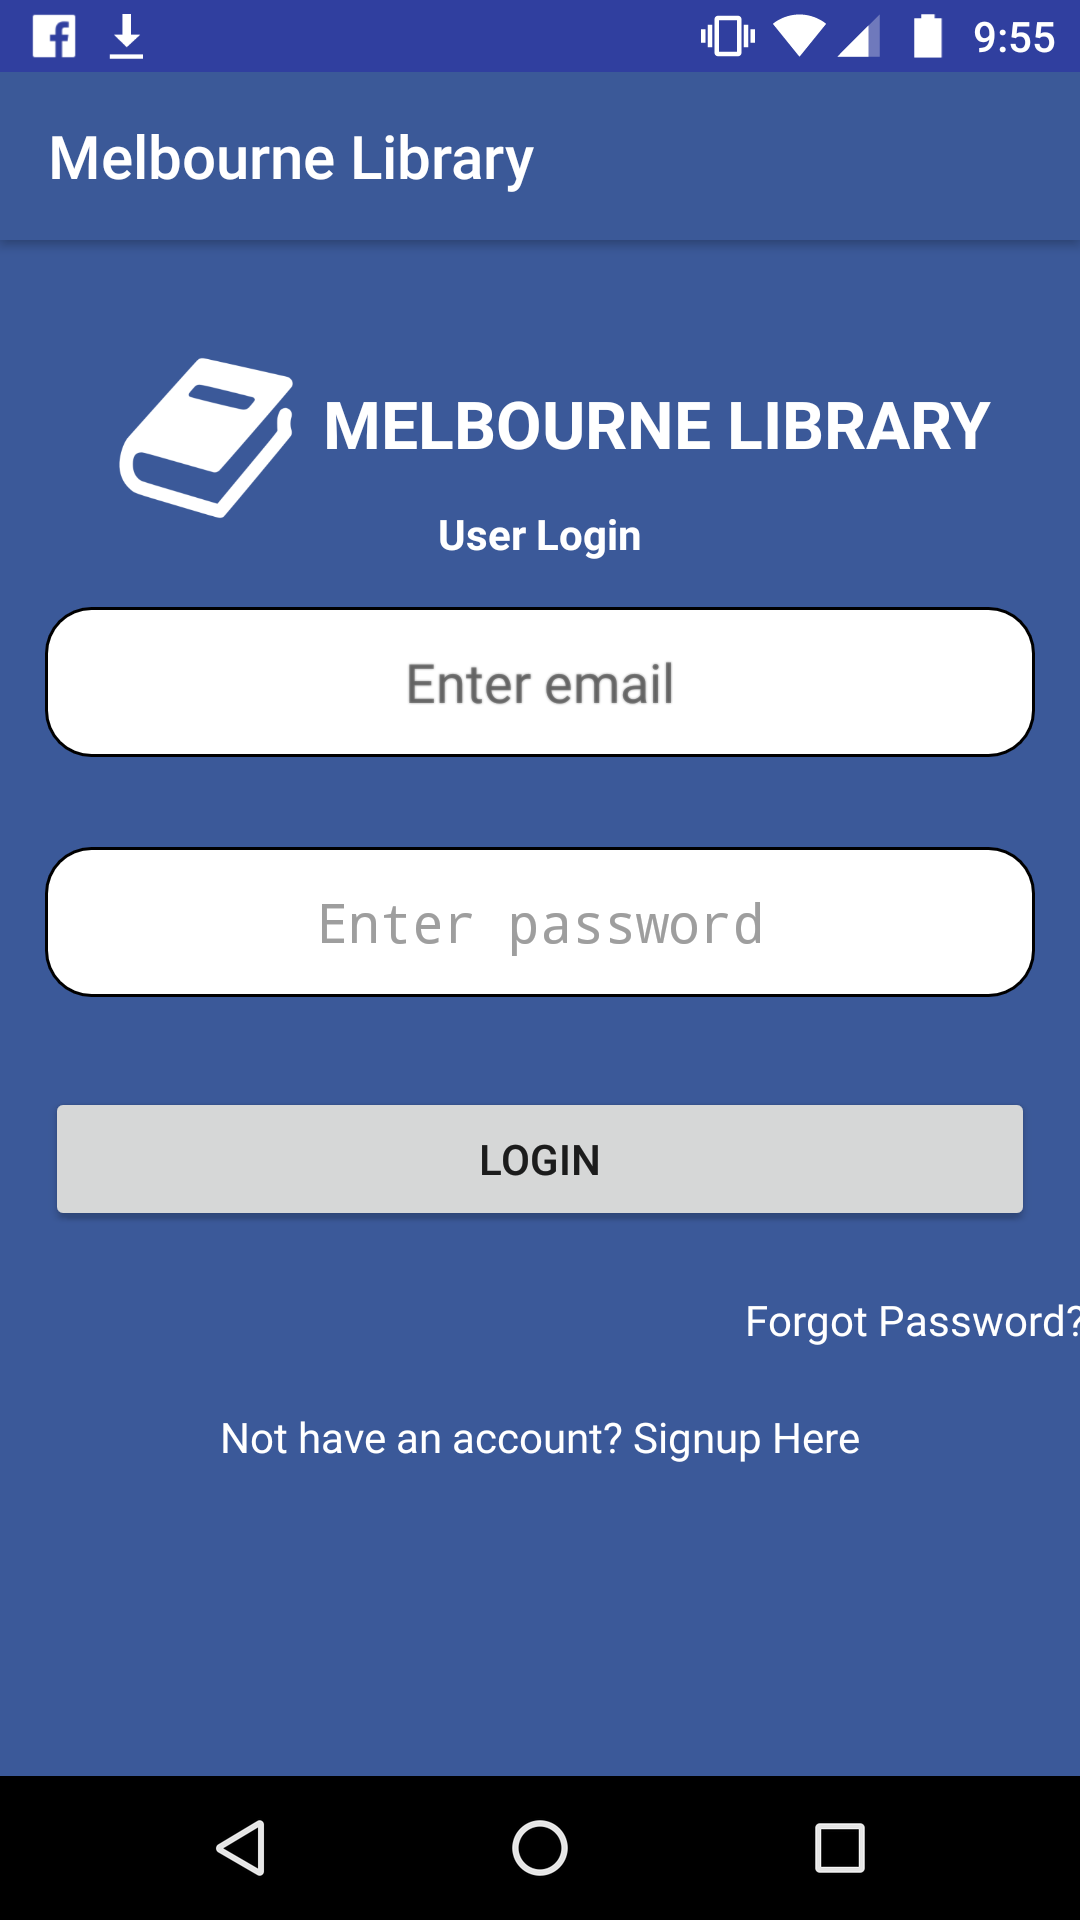 9:55
Melbourne Library
MELBOURNE LIBRARY
User Login
Enter email
Enter password
LOGIN
Forgot Password?
Not have an account? Signup Here